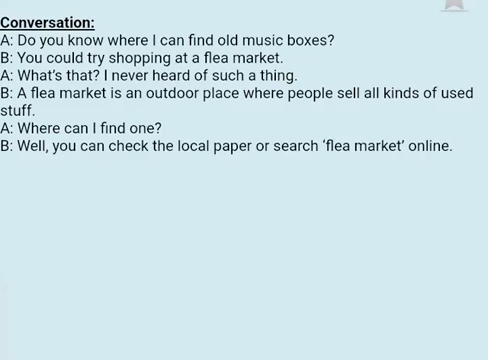 Conversation:
A: Do you know where I can find old music boxes?
B: You could try shopping at a flea market.
A: What's that? I never heard of such a thing.
B: A flea market is an outdoor place where people sell all kinds of used
stuff.
A: Where can I find one?
B: Well, you can check the local paper or search ‘flea market’ online.